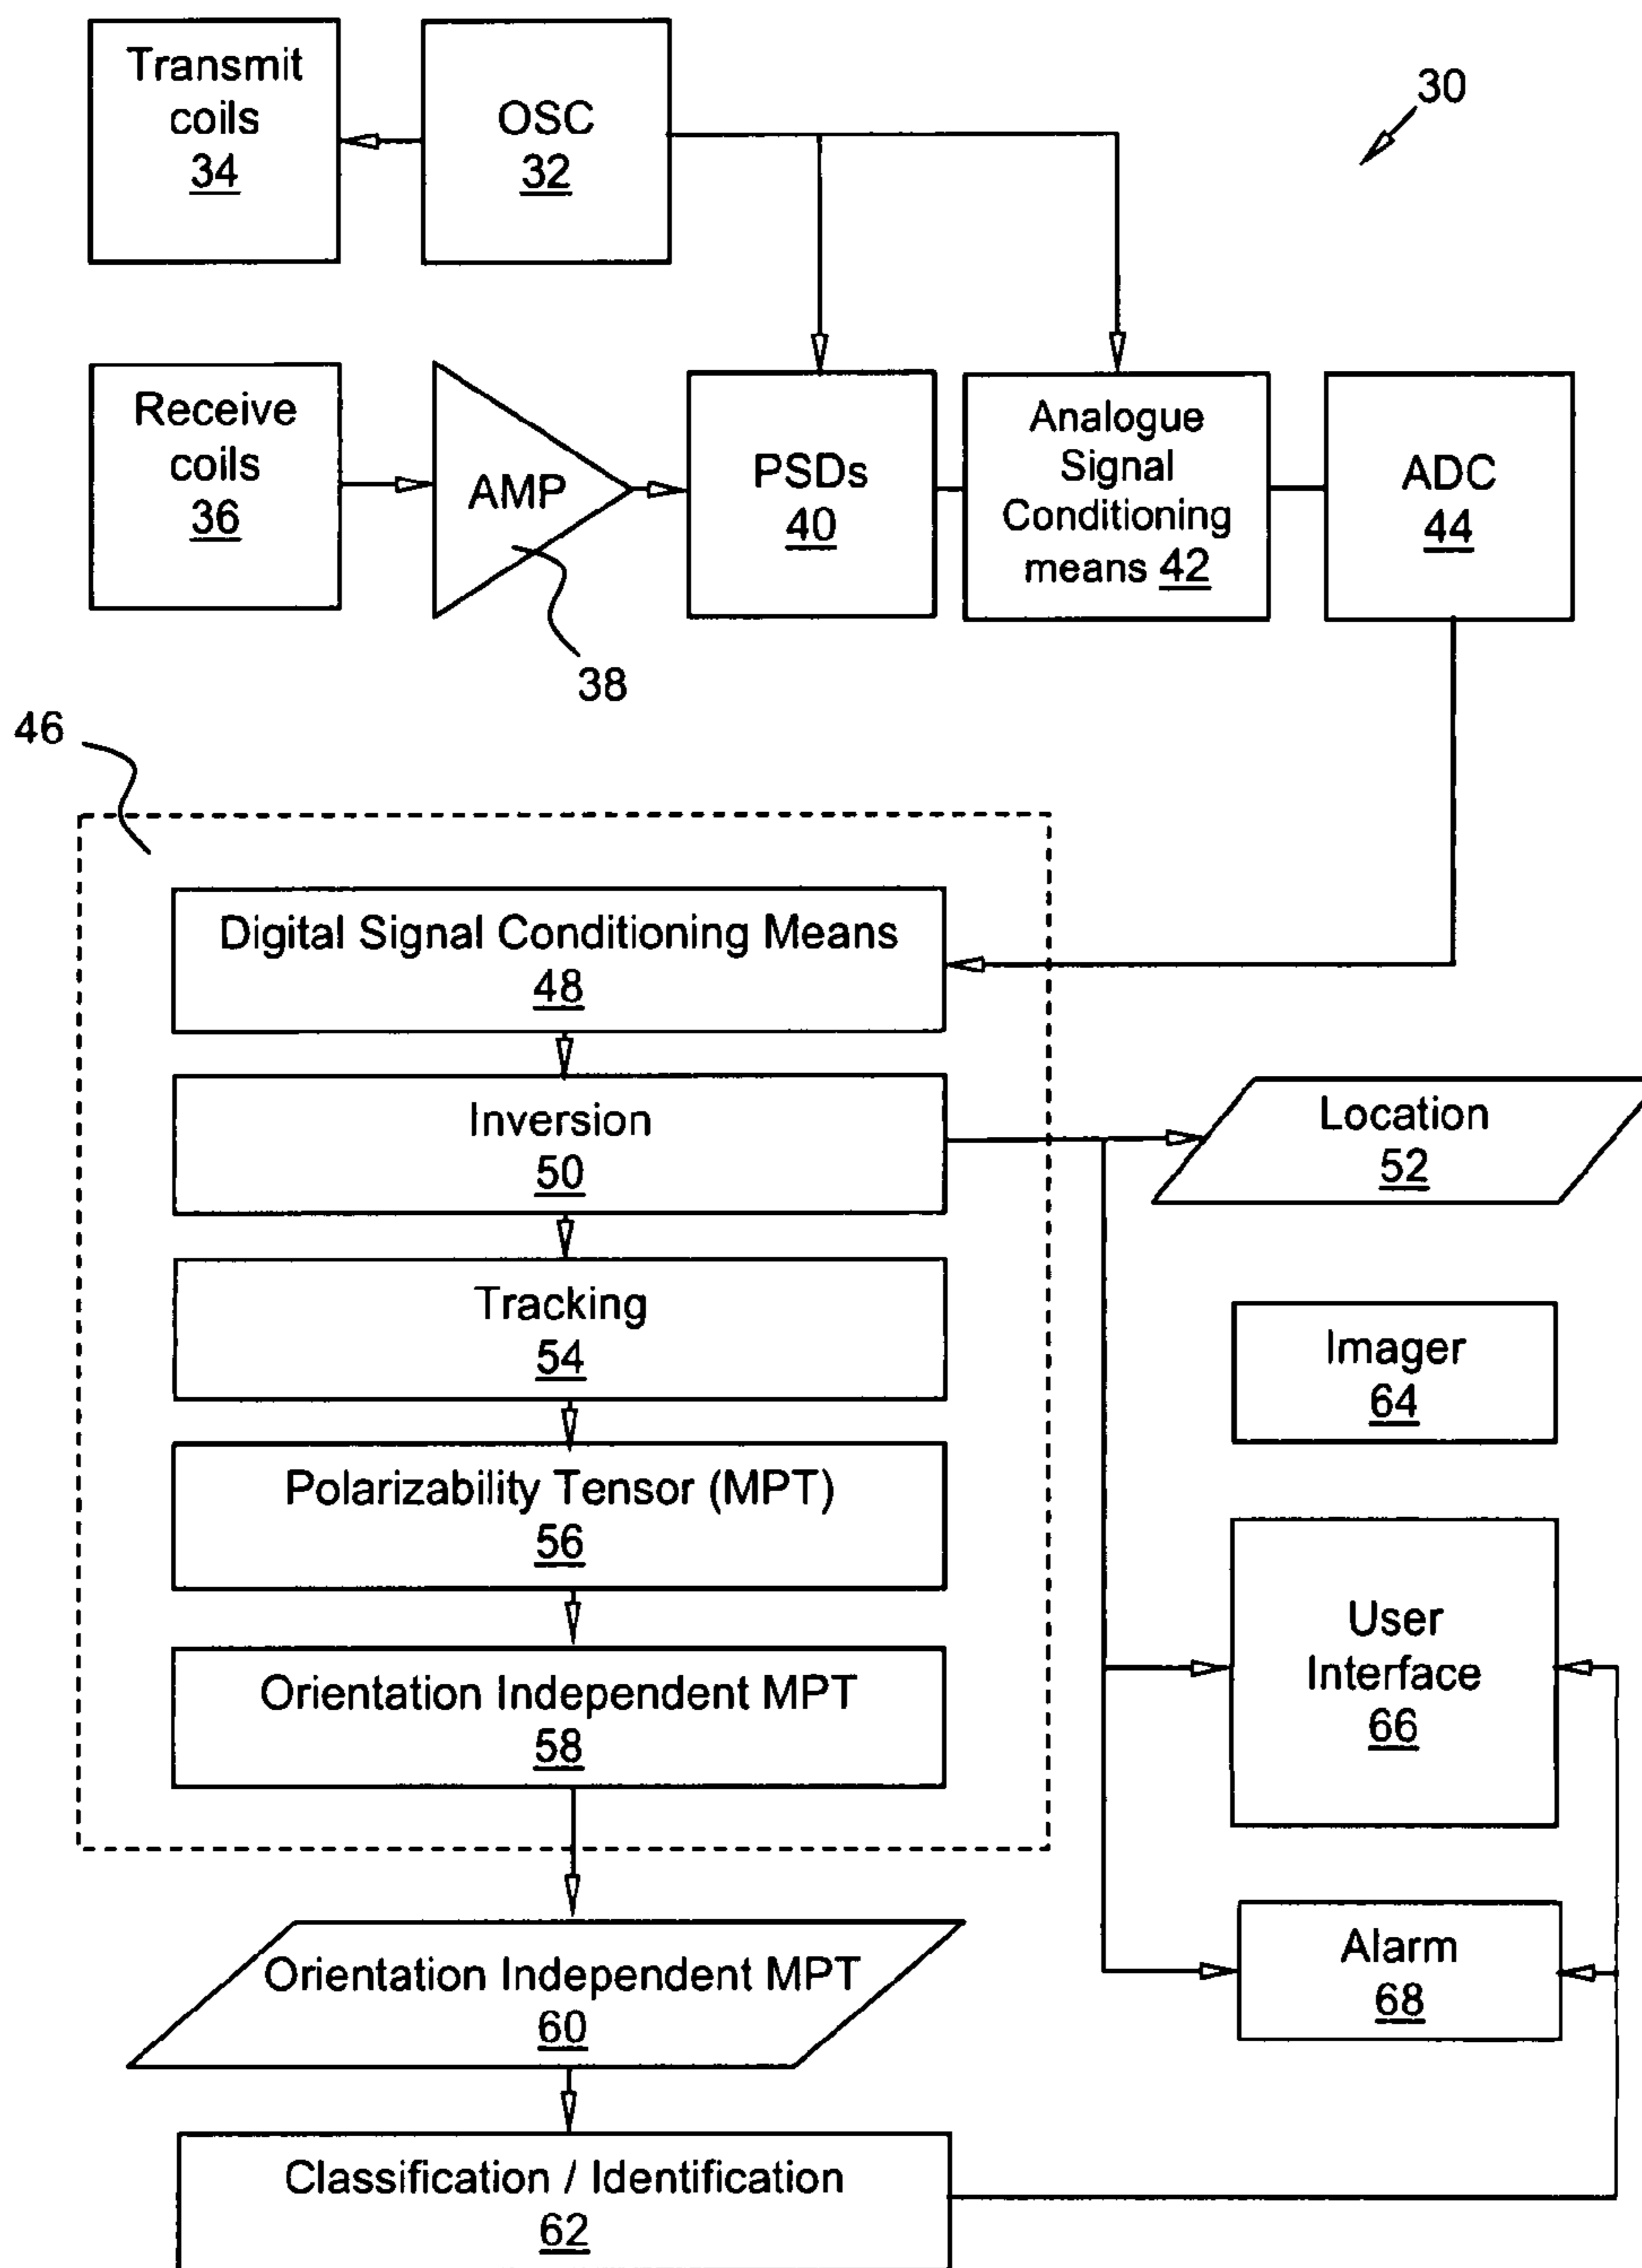 Transmit
coils
34
OSC
32
30
Receive
coils
36
AMP
38
PSDs
40
Analogue
Signal
Conditioning
means 42
ADC
44
46
Digital Signal Conditioning Means
48
Inversion
50
Location
52
Tracking
54
Imager
64
Polarizability Tensor (MPT)
56
User
Interface
66
Orientation Independent MPT
58
Alarm
68
Orientation Independent MPT
60
Classification / Identification
62